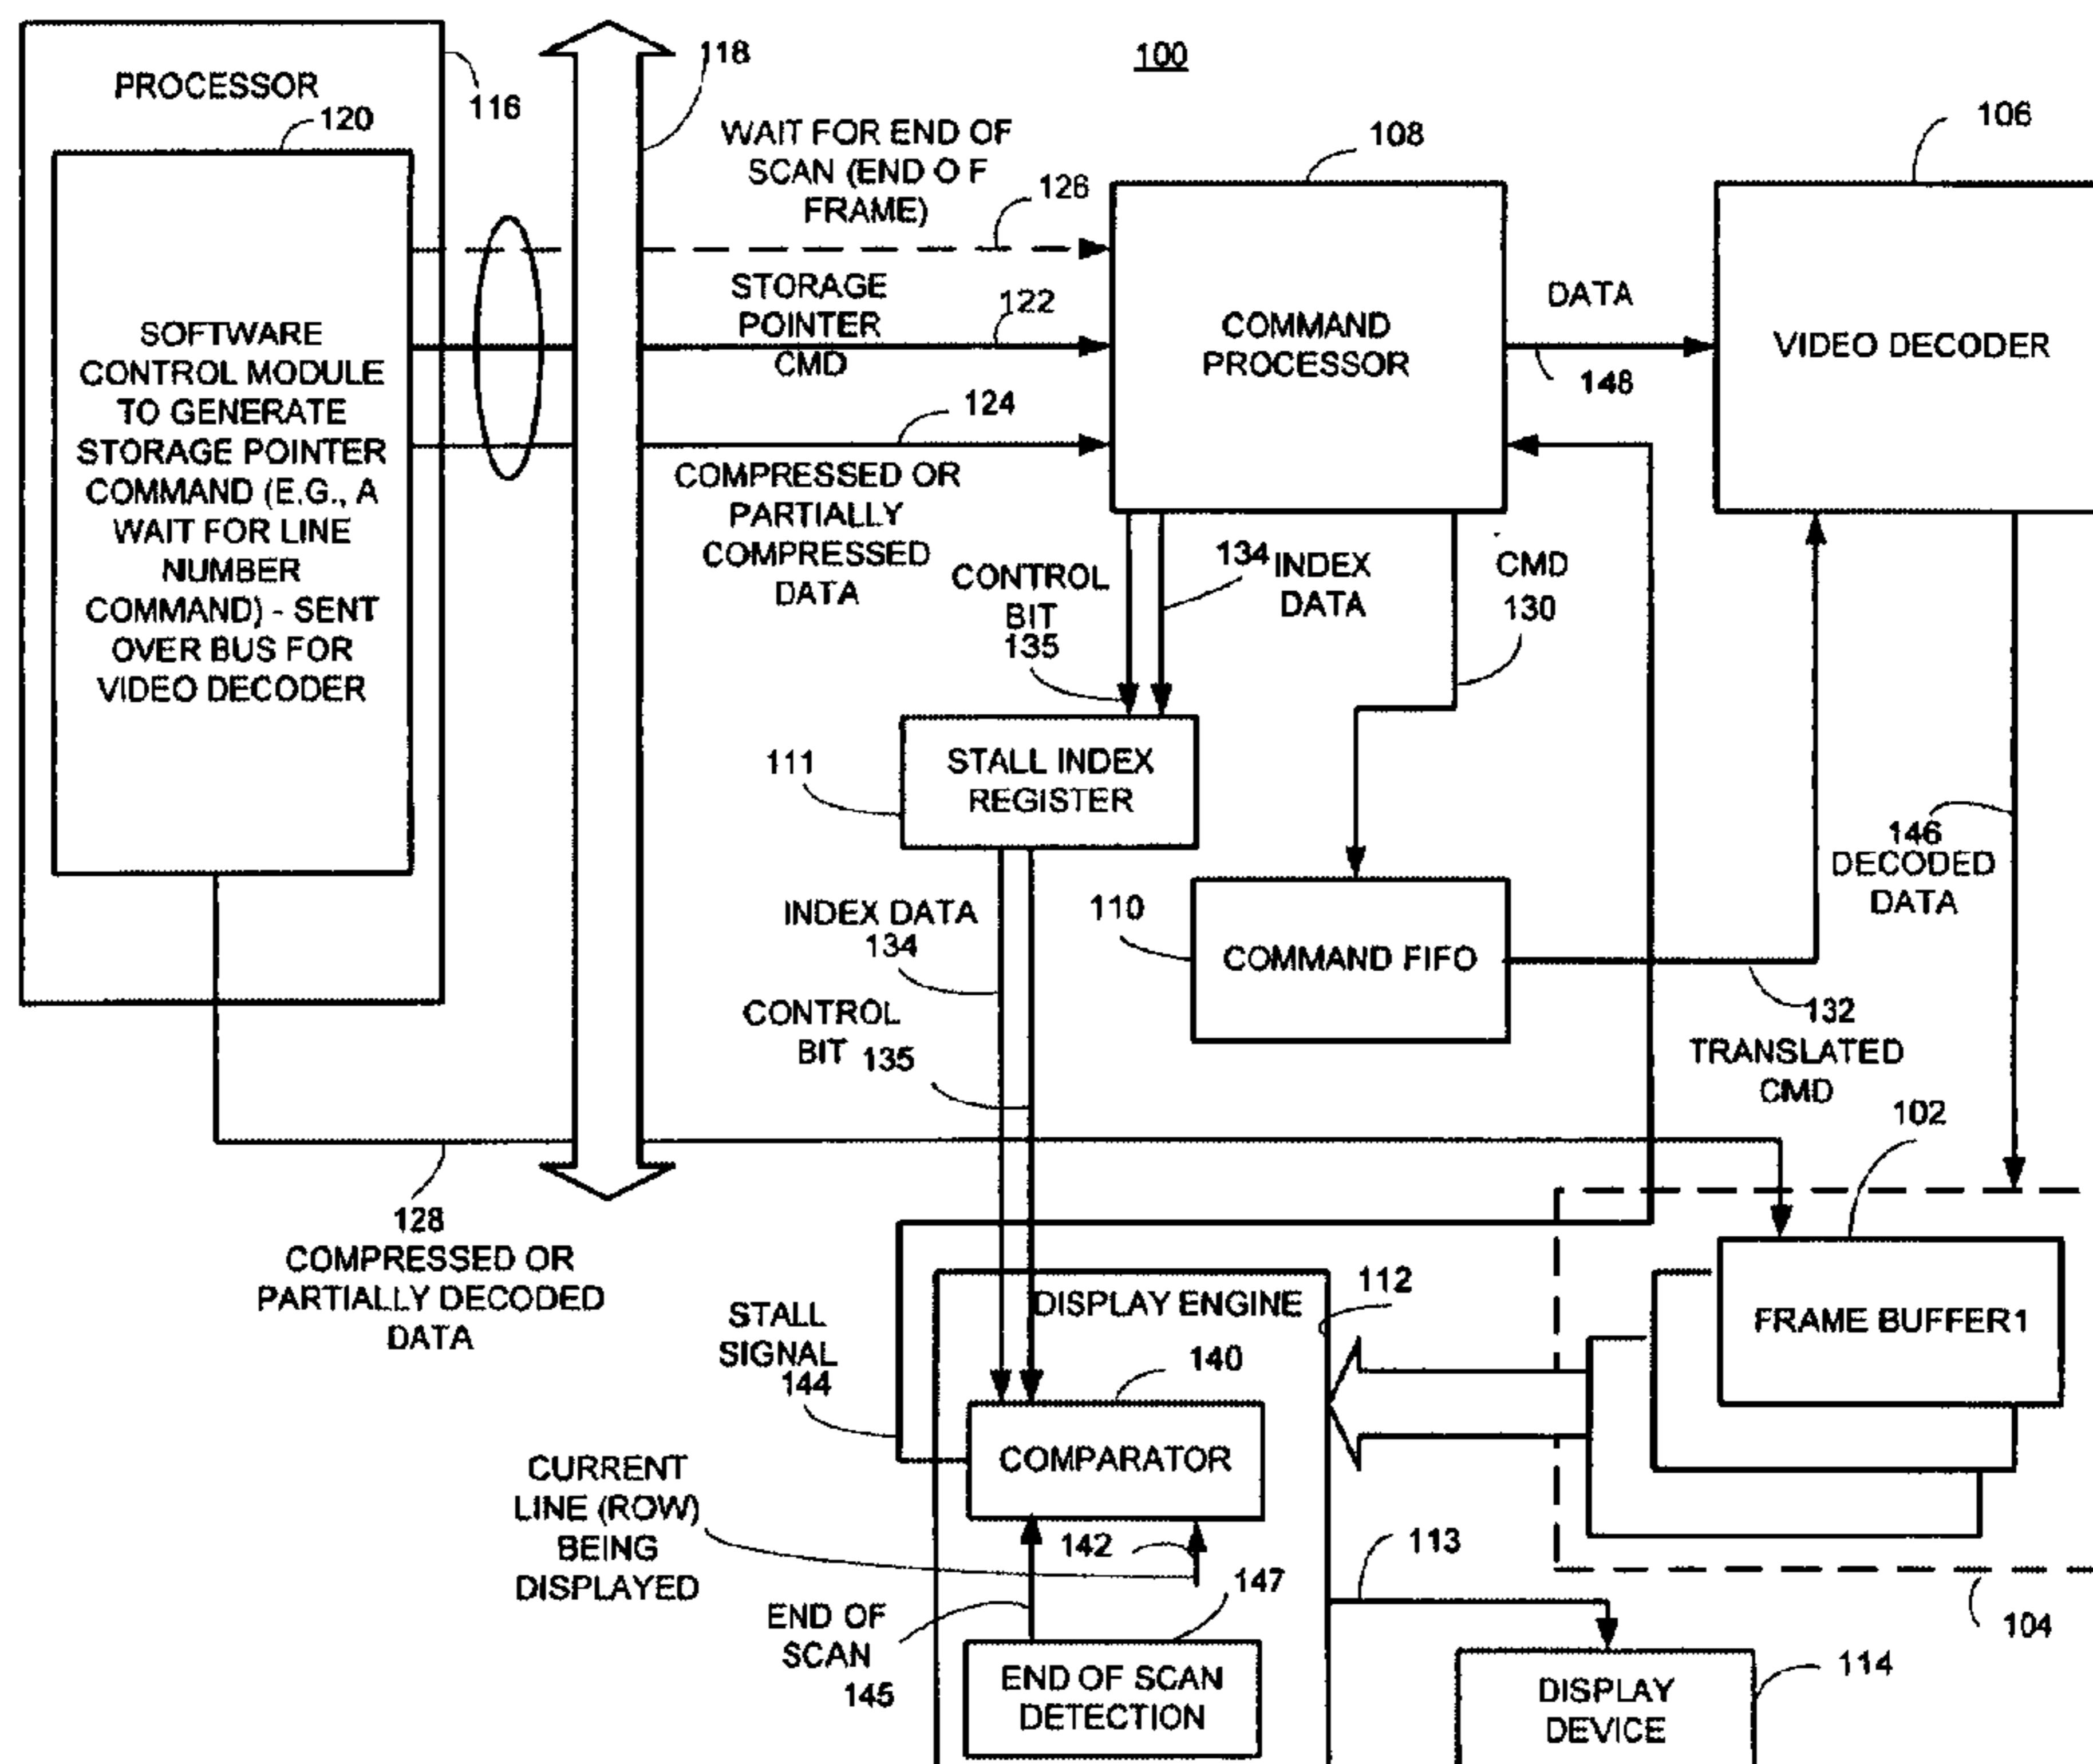 100
PROCESSOR
116
120
SOFTWARE
CONTROL MODULE
TO GENERATE
STORAGE POINTER
COMMAND (E.G., A
WAIT FOR LINE
NUMBER
COMMAND) - SENT
OVER BUS FOR
VIDEO DECODER
118
WAIT FOR END OF
SCAN (END O F
FRAME)
126
STORAGE
POINTER
CMD
122
124
COMPRESSED OR
PARTIALLY
COMPRESSED
DATA
108
COMMAND
PROCESSOR
DATA
148
106
VIDEO DECODER
CONTROL
BIT
135
134
INDEX
DATA
CMD
130
111
STALL INDEX
REGISTER
146
DECODED
DATA
INDEX DATA
134
110
COMMAND FIFO
CONTROL
BIT 135
132
TRANSLATED
CMD
102
128
COMPRESSED OR
PARTIALLY DECODED
DATA
112
DISPLAY ENGINE
FRAME BUFFER1
STALL
SIGNAL
144
140
COMPARATOR
CURRENT
LINE (ROW)
BEING
DISPLAYED
142
113
147
END OF
SCAN
145
104
END OF SCAN
DETECTION
DISPLAY
DEVICE
114